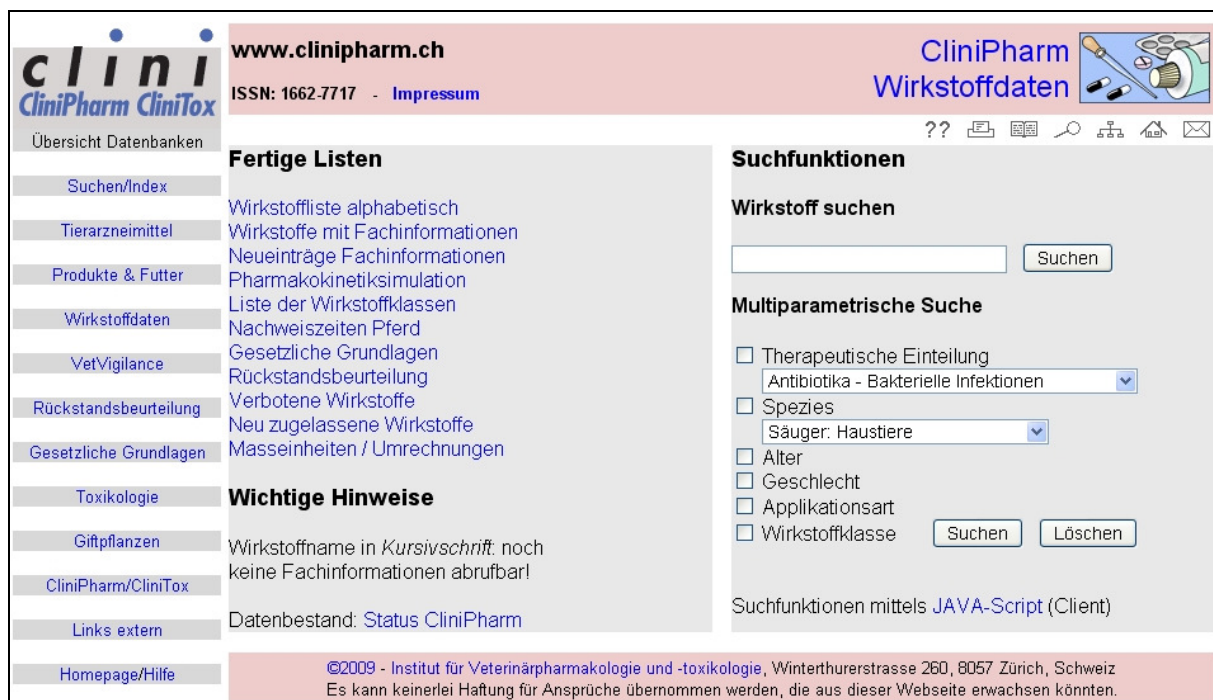 clini
CliniPharm CliniTox
Übersicht Datenbanken
Suchen/Index
Tierarzneimittel
Produkte & Futter
Wirkstoffdaten
VetVigilance
Rückstandsbeurteilung
Gesetzliche Grundlagen
Toxikologie
Giftpflanzen
CliniPharm/CliniTox
Links extern
Homepage/Hilfe
www.clinipharm.ch
ISSN: 1662-7717 - Impressum
CliniPharm
Wirkstoffdaten
??
Fertige Listen
Wirkstoffliste alphabetisch
Wirkstoffe mit Fachinformationen
Neueinträge Fachinformationen
Pharmakokinetiksimulation
Liste der Wirkstoffklassen
Nachweiszeiten Pferd
Gesetzliche Grundlagen
Rückstandsbeurteilung
Verbotene Wirkstoffe
Neu zugelassene Wirkstoffe
Masseinheiten / Umrechnungen
Wichtige Hinweise
Wirkstoffname in Kursivschrift: noch
keine Fachinformationen abrufbar!
Datenbestand: Status CliniPharm
Suchfunktionen
Wirkstoff suchen
Suchen
Multiparametrische Suche
Therapeutische Einteilung
Antibiotika - Bakterielle Infektionen
Spezies
Säuger: Haustiere
Alter
Geschlecht
Applikationsart
Wirkstoffklasse Suchen Löschen
Suchfunktionen mittels JAVA-Script (Client)
©2009 - Institut für Veterinärpharmakologie und -toxikologie, Winterthurerstrasse 260, 8057 Zürich, Schweiz
Es kann keinerlei Haftung für Ansprüche übernommen werden, die aus dieser Webseite erwachsen könnten.